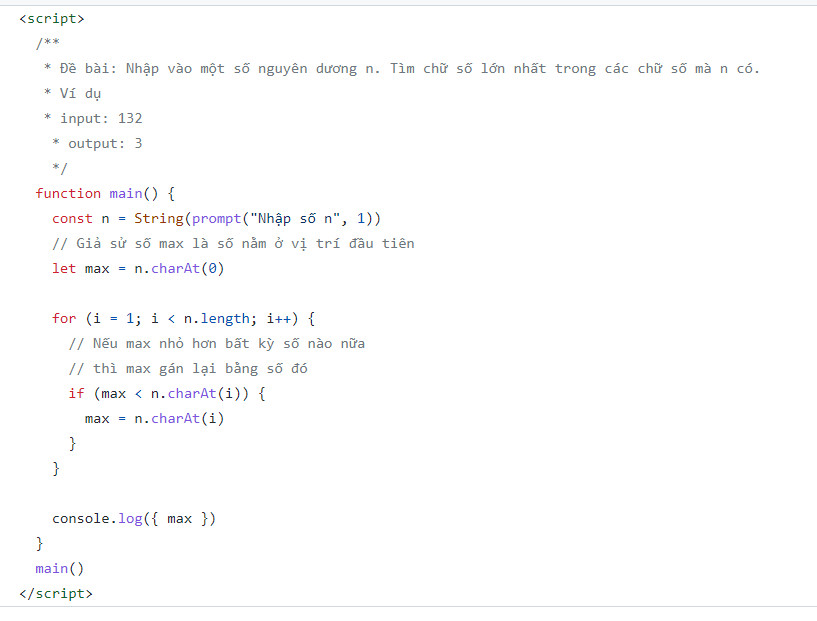 <script>
/**
* Đề bài: Nhập vào một số nguyên dương n. Tìm chữ số lớn nhất trong các chữ số mà n có.
* Ví dụ
* input: 132
* output: 3
*/
function main() {
const n = String(prompt("Nhập số n", 1))
// Giả sử số max là số nằm ở vị trí đầu tiên
let max = n.charAt(0)
for (i = 1; i < n.length; i++) {
// Nếu max nhỏ hơn bất kỳ số nào nữa
// thì max gán lại bằng số đó
if (max < n.charAt(i)) {
max = n.charAt(i)
}
}
console.log({ max })
}
main()
</script>